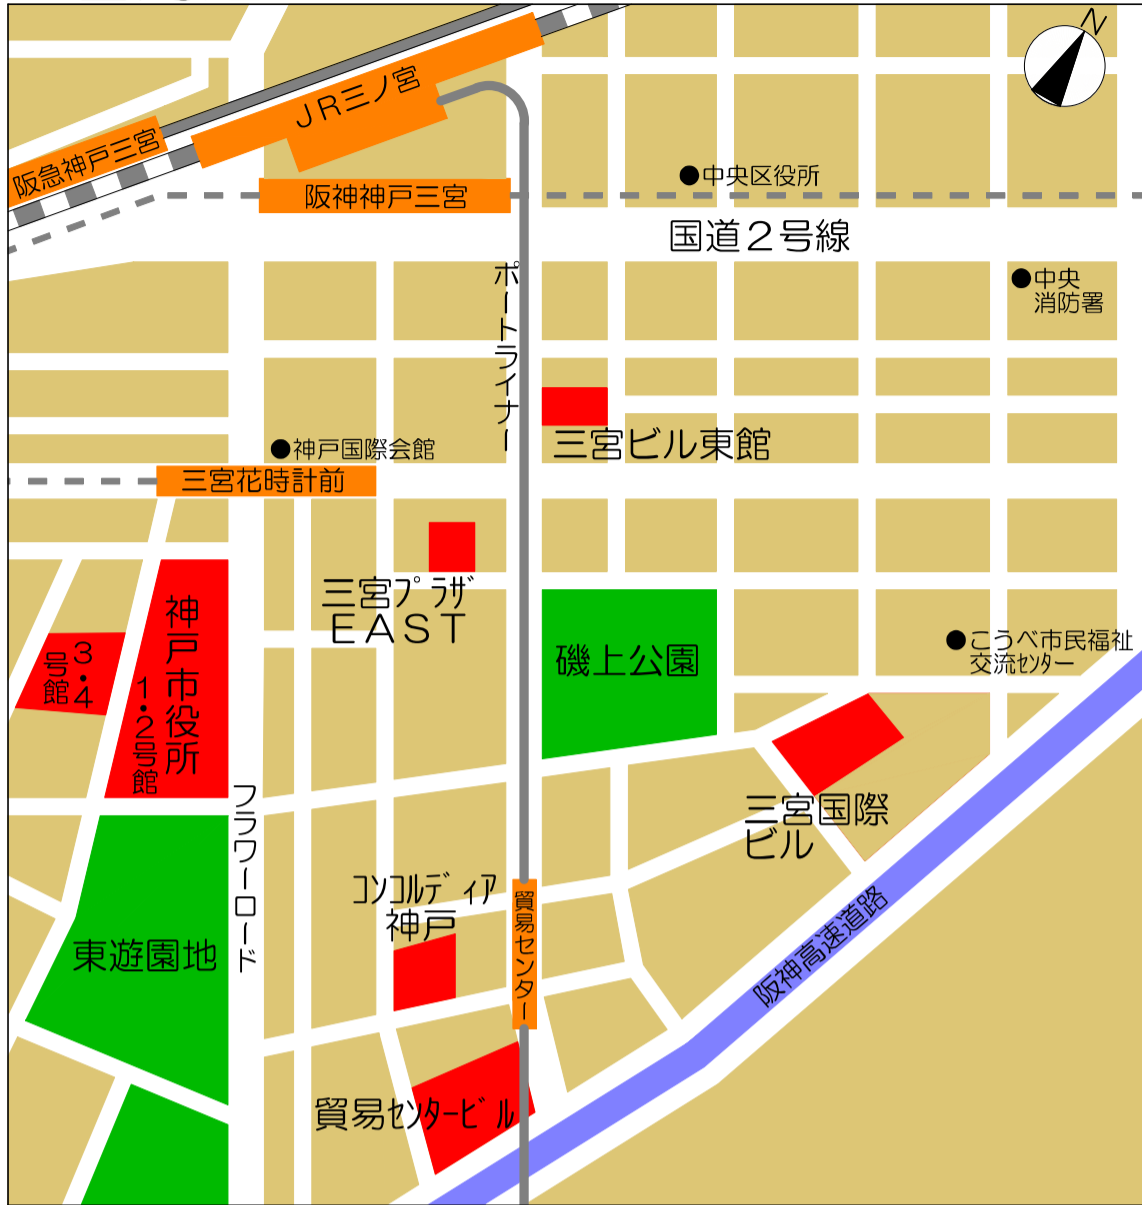 N
JR三ノ宮
阪急神戸三宮
阪神神戸三宮
中央区役所
国道2号線
中央
消防署
ポートライナー
三宮ビル東館
神戸国際会館
三宮花時計前
三宮プラザ
EAST
神戸市役所
1・2号館
3・4
号館
磯上公園
こうべ市民福祉
交流センター
三宮国際
ビル
フラワーロード
コンコルディア
神戸
貿易センター
東遊園地
阪神高速道路
貿易センタービル